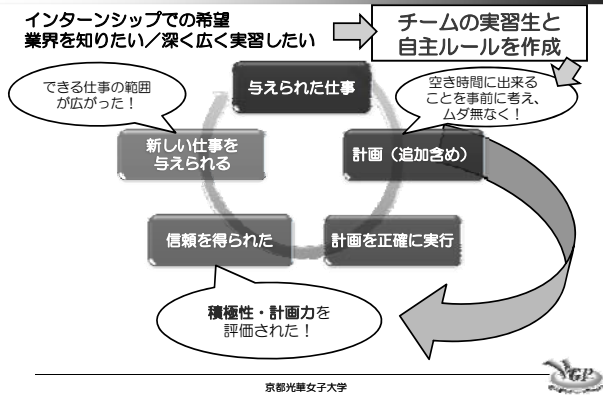 インターンシップでの希望
業界を知りたい／深く広く実習したい
チームの実習生と
自主ルールを作成
できる仕事の範囲
が広がった！
与えられた仕事
空き時間に出来る
ことを事前に考え、
ムダ無なく！
新しい仕事を
与えられる
計画（追加含め）
信頼を得られた
計画を正確に実行
積極性・計画力を
評価された！
京都光華女子大学
GP